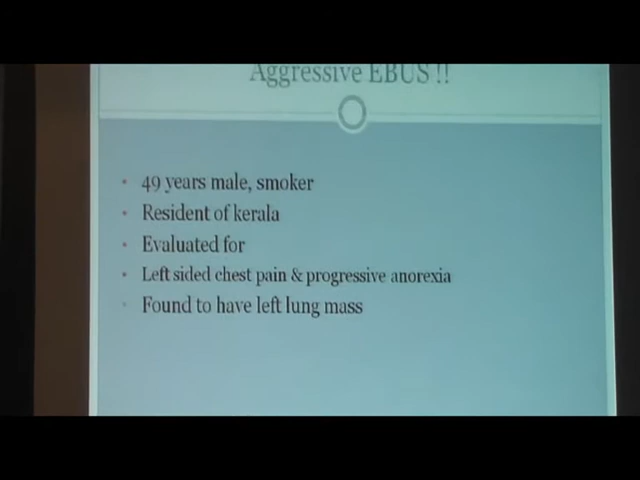 Aggressive EBUS !!
• 49 years male, smoker
• Resident of kerala
• Evaluated for
• Left sided chest pain & progressive anorexia
• Found to have left lung mass